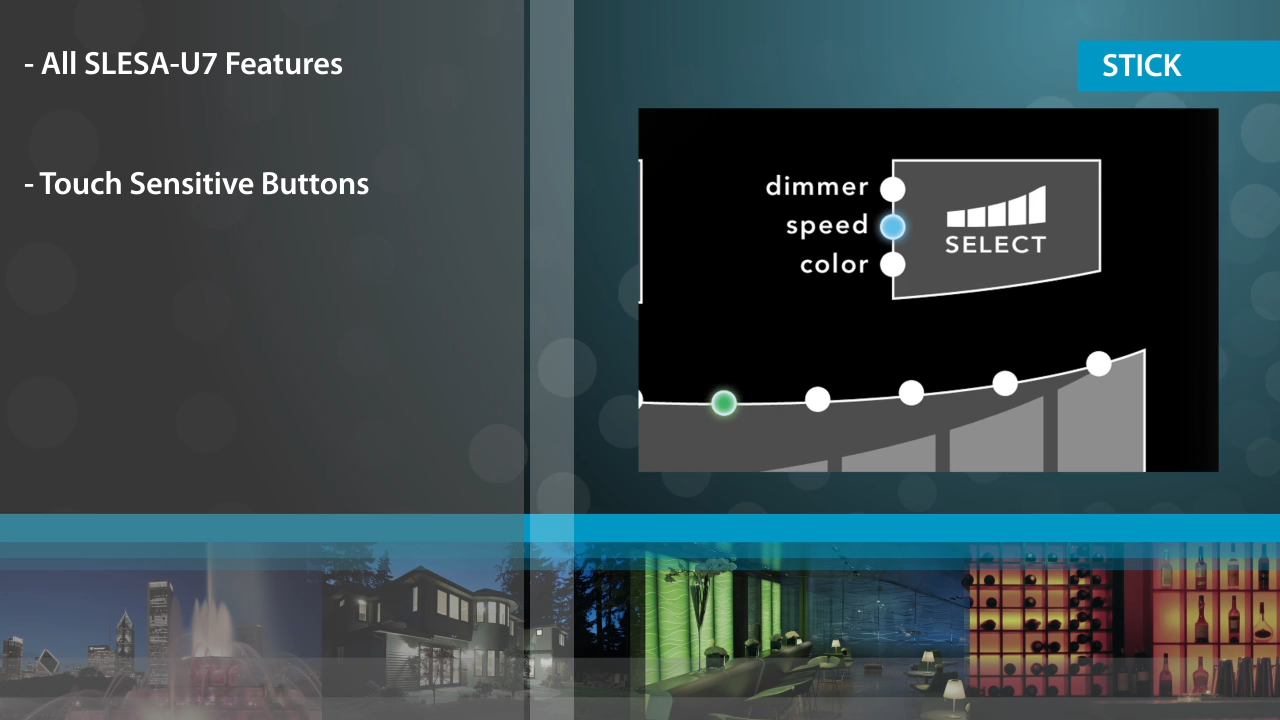 - All SLESA-U7 Features
- Touch Sensitive Buttons
STICK
dimmer
speed
color
SELECT